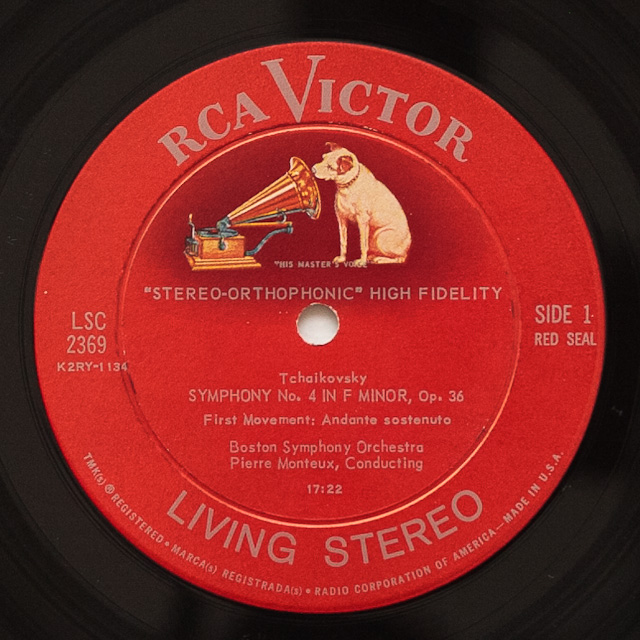 RCA VICTOR
"HIS MASTER'S VOICE"
"STEREO-ORTHOPHONIC" HIGH FIDELITY
LSC
2369
K2RY-1134
SIDE 1
RED SEAL
Tchaikovsky
SYMPHONY No. 4 IN F MINOR, Op. 36
First Movement: Andante sostenuto
Boston Symphony Orchestra
Pierre Monteux, Conducting
17:22
LIVING STEREO
TMK(s) ® REGISTERED • MARCA(s) REGISTRADA(s) • RADIO CORPORATION OF AMERICA—MADE IN U.S.A.